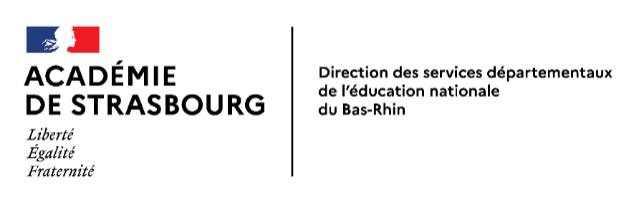 ACADÉMIE
DE STRASBOURG
Liberté
Égalité
Fraternité
Direction des services départementaux
de l'éducation nationale
du Bas-Rhin